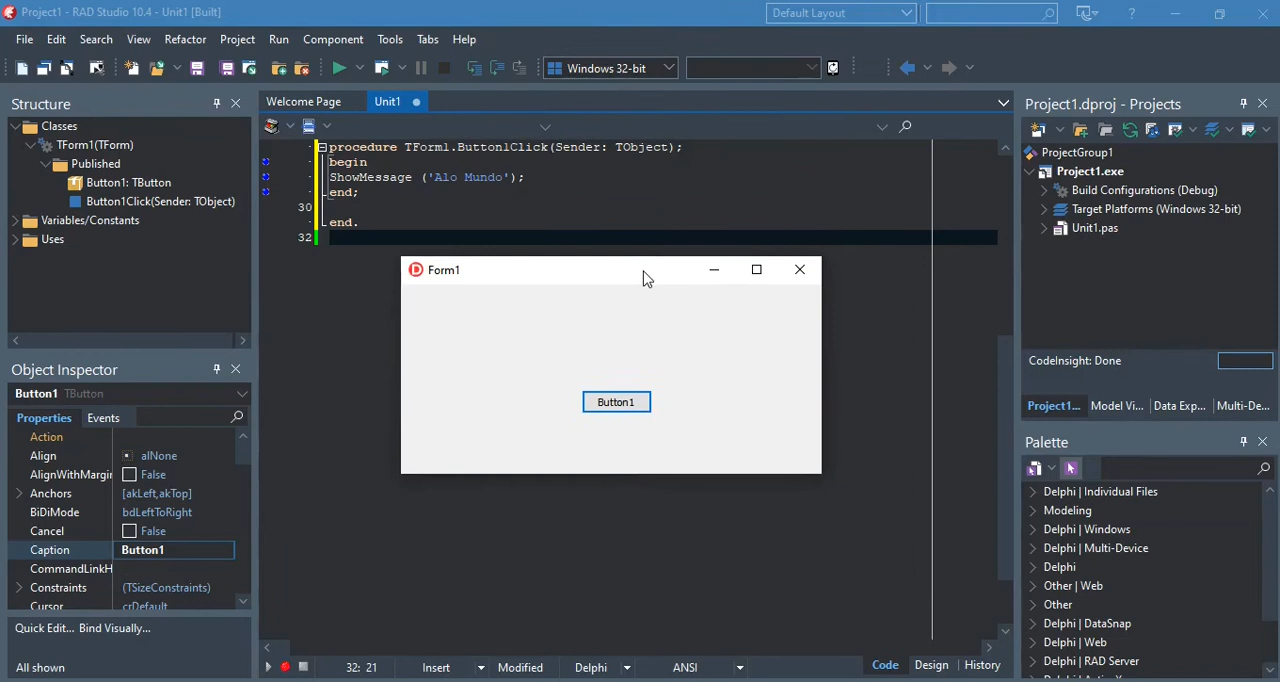 Project1 - RAD Studio 10.4 - Unit1 [Built]
Default Layout
?
File Edit Search View Refactor Project Run Component Tools Tabs Help
Windows 32-bit
Structure
Classes
TForm1(TForm)
Published
Button1: TButton
Button1Click(Sender: TObject)
Variables/Constants
Uses
Object Inspector
Button1 TButton
Properties Events
Action
Align alNone
AlignWithMargin False
Anchors [akLeft,akTop]
BiDiMode bdLeftToRight
Cancel False
Caption Button1
CommandLinkH
Constraints (TSizeConstraints)
Cursor crDefault
Quick Edit... Bind Visually...
All shown
Welcome Page Unit1
procedure TForm1.Button1Click(Sender: TObject);
begin
ShowMessage ('Alo Mundo');
end;
30
end.
32
Form1
Button1
32: 21 Insert Modified Delphi ANSI
Code Design History
Project1.dproj - Projects
ProjectGroup1
Project1.exe
Build Configurations (Debug)
Target Platforms (Windows 32-bit)
Unit1.pas
CodeInsight: Done
Project1... Model Vi... Data Exp... Multi-De...
Palette
Delphi | Individual Files
Modeling
Delphi | Windows
Delphi | Multi-Device
Delphi
Other | Web
Other
Delphi | DataSnap
Delphi | Web
Delphi | RAD Server